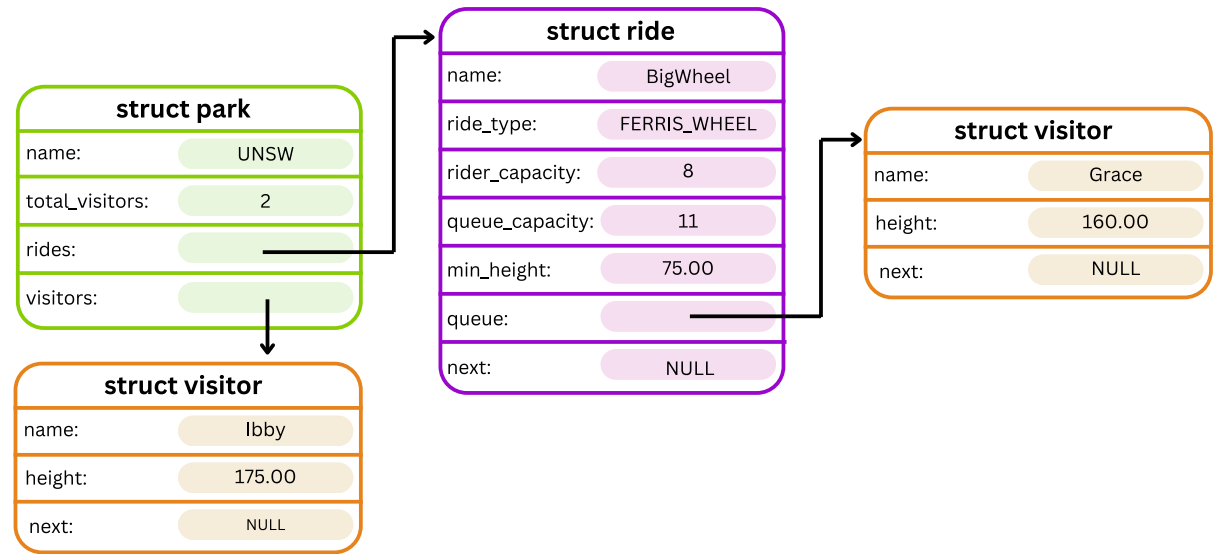 struct park
name: UNSW
total_visitors: 2
rides:
visitors:
struct visitor
name: Ibby
height: 175.00
next: NULL
struct ride
name: BigWheel
ride_type: FERRIS_WHEEL
rider_capacity: 8
queue_capacity: 11
min_height: 75.00
queue:
next: NULL
struct visitor
name: Grace
height: 160.00
next: NULL